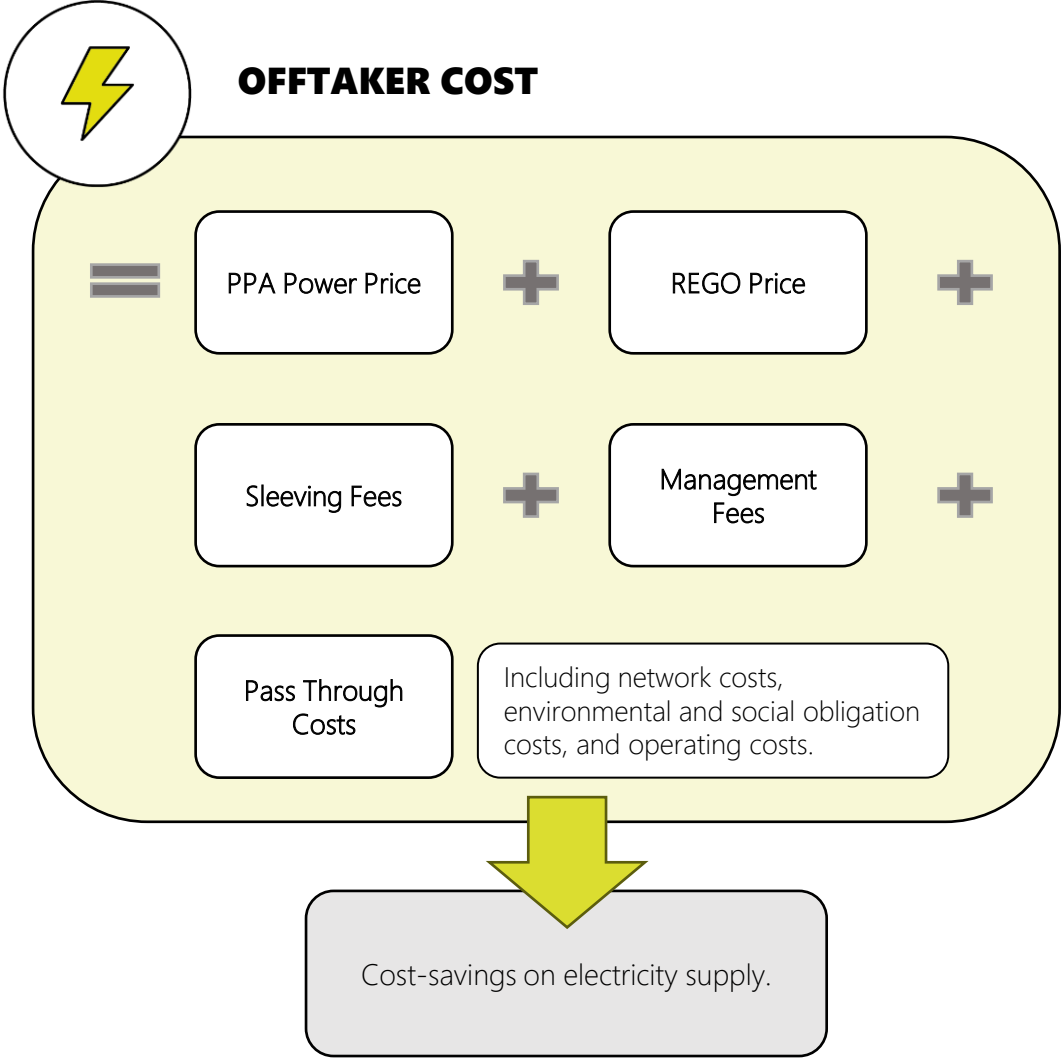 OFFTAKER COST
PPA Power Price
REGO Price
Sleeving Fees
Management
Fees
Pass Through
Costs
Including network costs,
environmental and social obligation
costs, and operating costs.
Cost-savings on electricity supply.